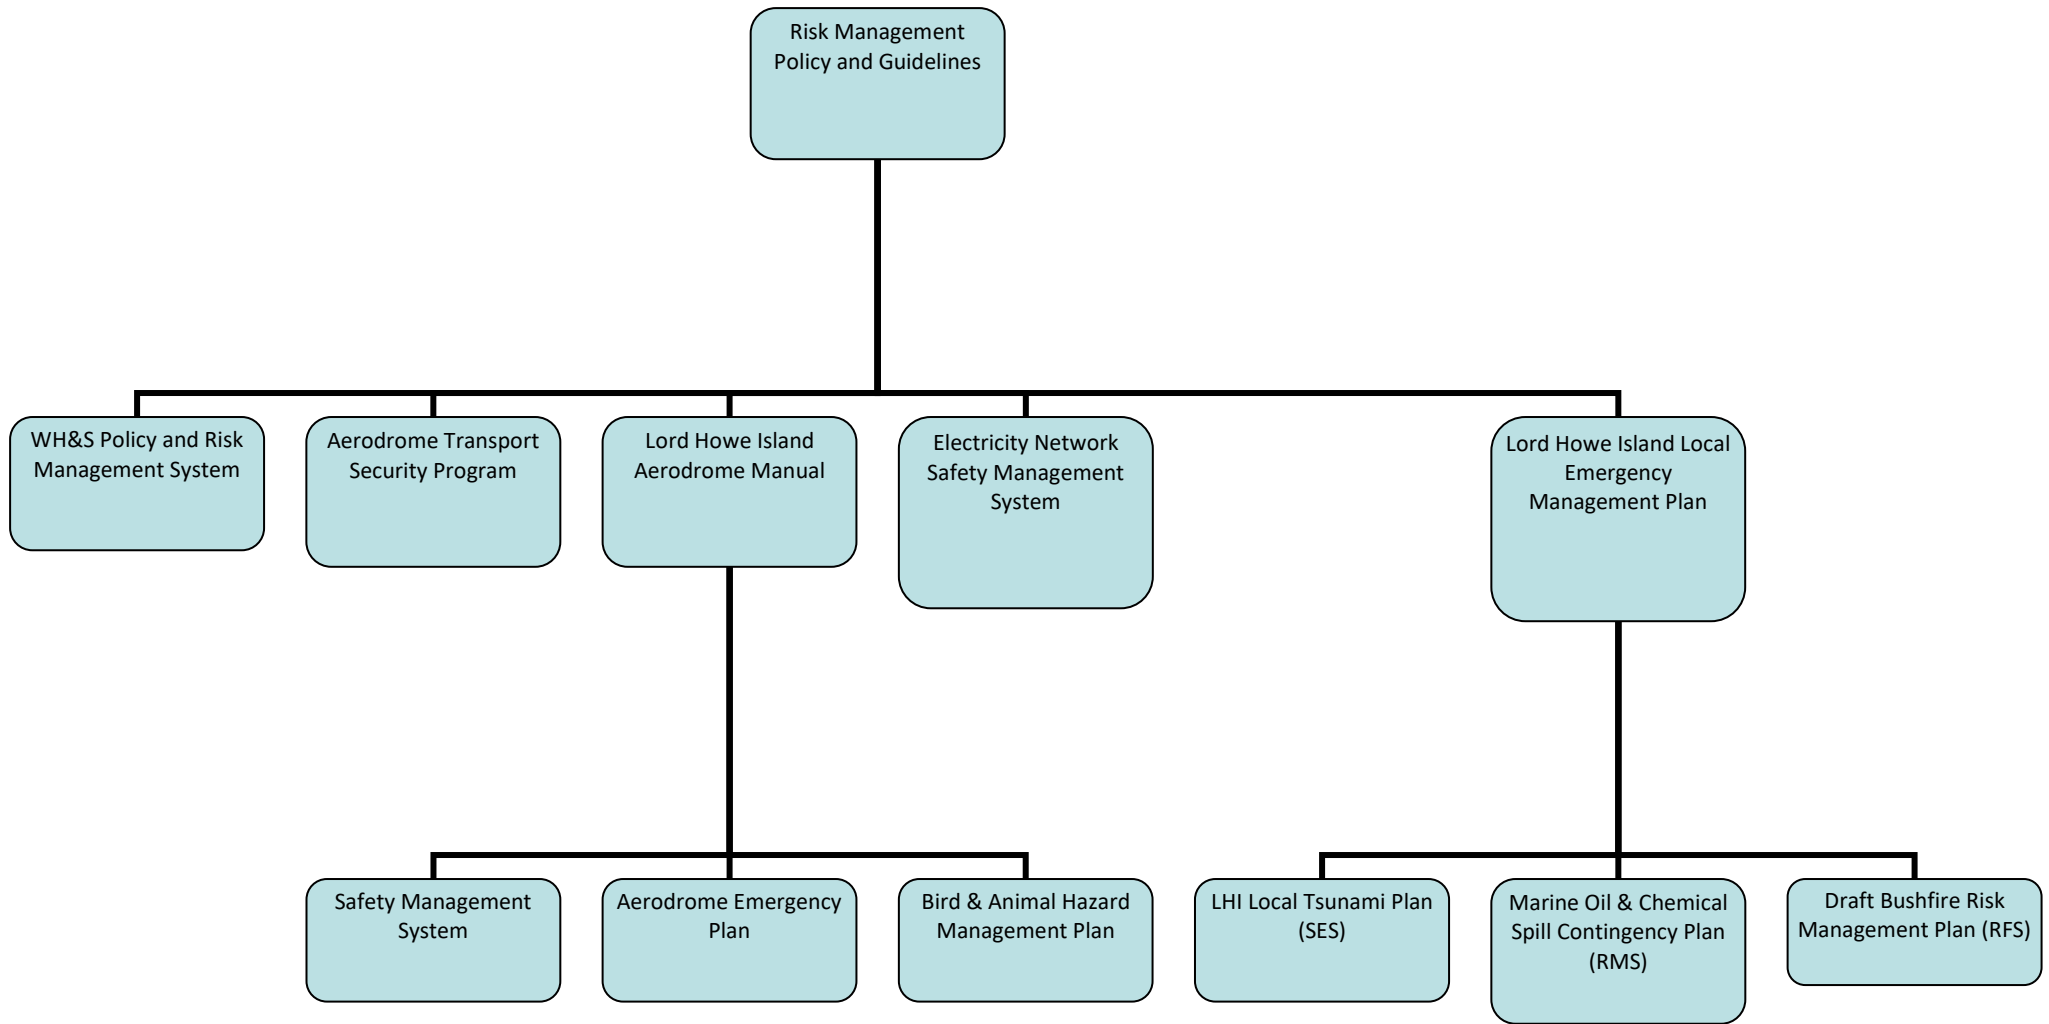 Risk Management
Policy and Guidelines
WH&S Policy and Risk
Management System
Aerodrome Transport
Security Program
Lord Howe Island
Aerodrome Manual
Electricity Network
Safety Management
System
Lord Howe Island Local
Emergency
Management Plan
Safety Management
System
Aerodrome Emergency
Plan
Bird & Animal Hazard
Management Plan
LHI Local Tsunami Plan
(SES)
Marine Oil & Chemical
Spill Contingency Plan
(RMS)
Draft Bushfire Risk
Management Plan (RFS)